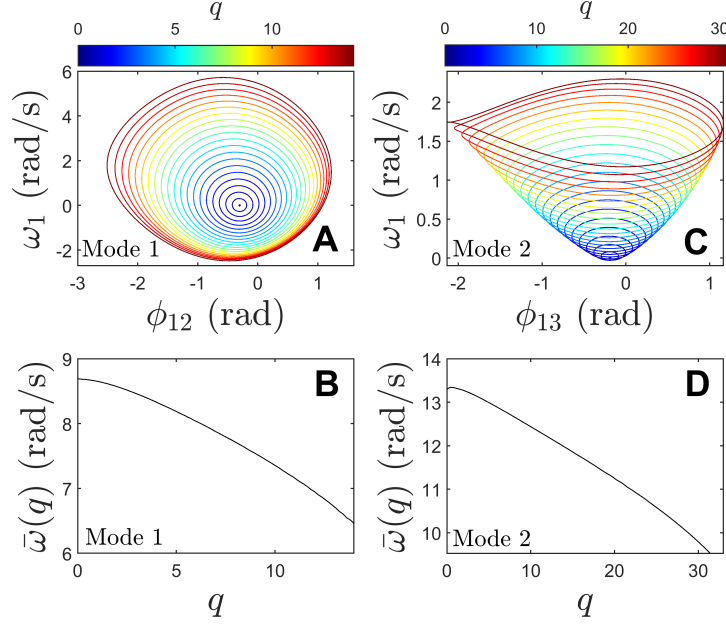 q q
0 5 10
0 10 20 30
6
4
2
0
-2
ω₁ (rad/s)
Mode 1
A
-3 -2 -1 0 1
ϕ₁₂ (rad)
2
1.5
1
0.5
0
ω₁ (rad/s)
Mode 2
C
-2 -1 0 1
ϕ₁₃ (rad)
9
8
7
6
ω̄(q) (rad/s)
Mode 1
B
0 5 10
q
14
13
12
11
10
ω̄(q) (rad/s)
Mode 2
D
0 10 20 30
q